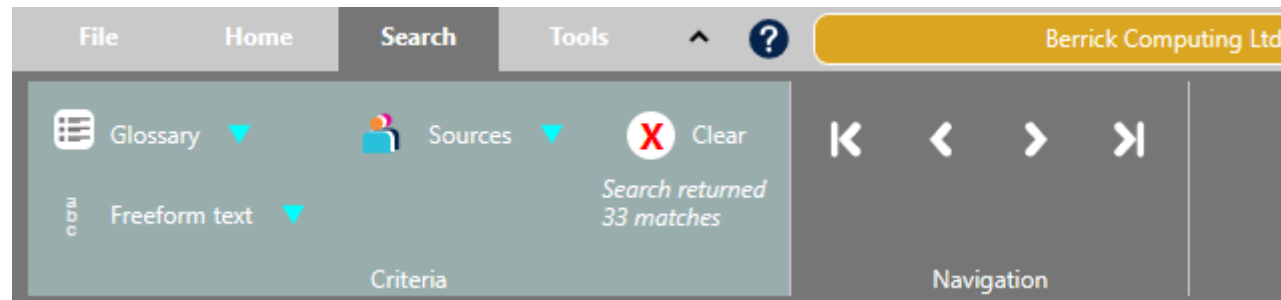 File Home Search Tools ? Berrick Computing Ltd
Glossary Sources X Clear
Search returned
33 matches
a
b
c
Freeform text
Criteria Navigation